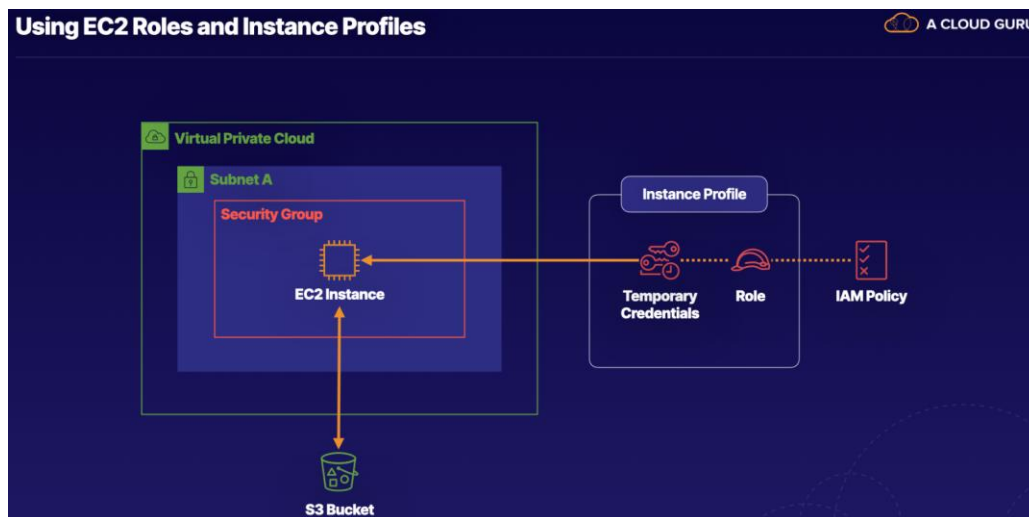 Using EC2 Roles and Instance Profiles
A CLOUD GURU
Virtual Private Cloud
Subnet A
Security Group
EC2 Instance
Instance Profile
Temporary
Credentials
Role
IAM Policy
S3 Bucket